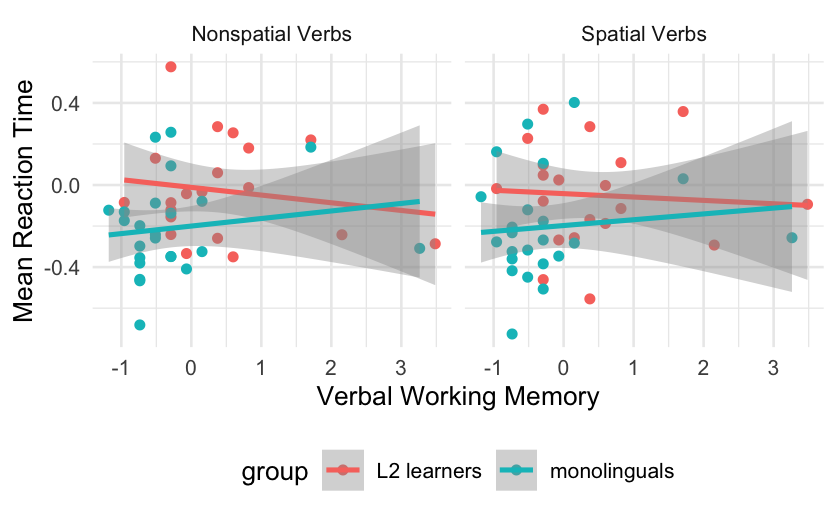 Nonspatial Verbs
Spatial Verbs
Mean Reaction Time
0.4
0.0
-0.4
-1 0 1 2 3
-1 0 1 2 3
Verbal Working Memory
group L2 learners monolinguals